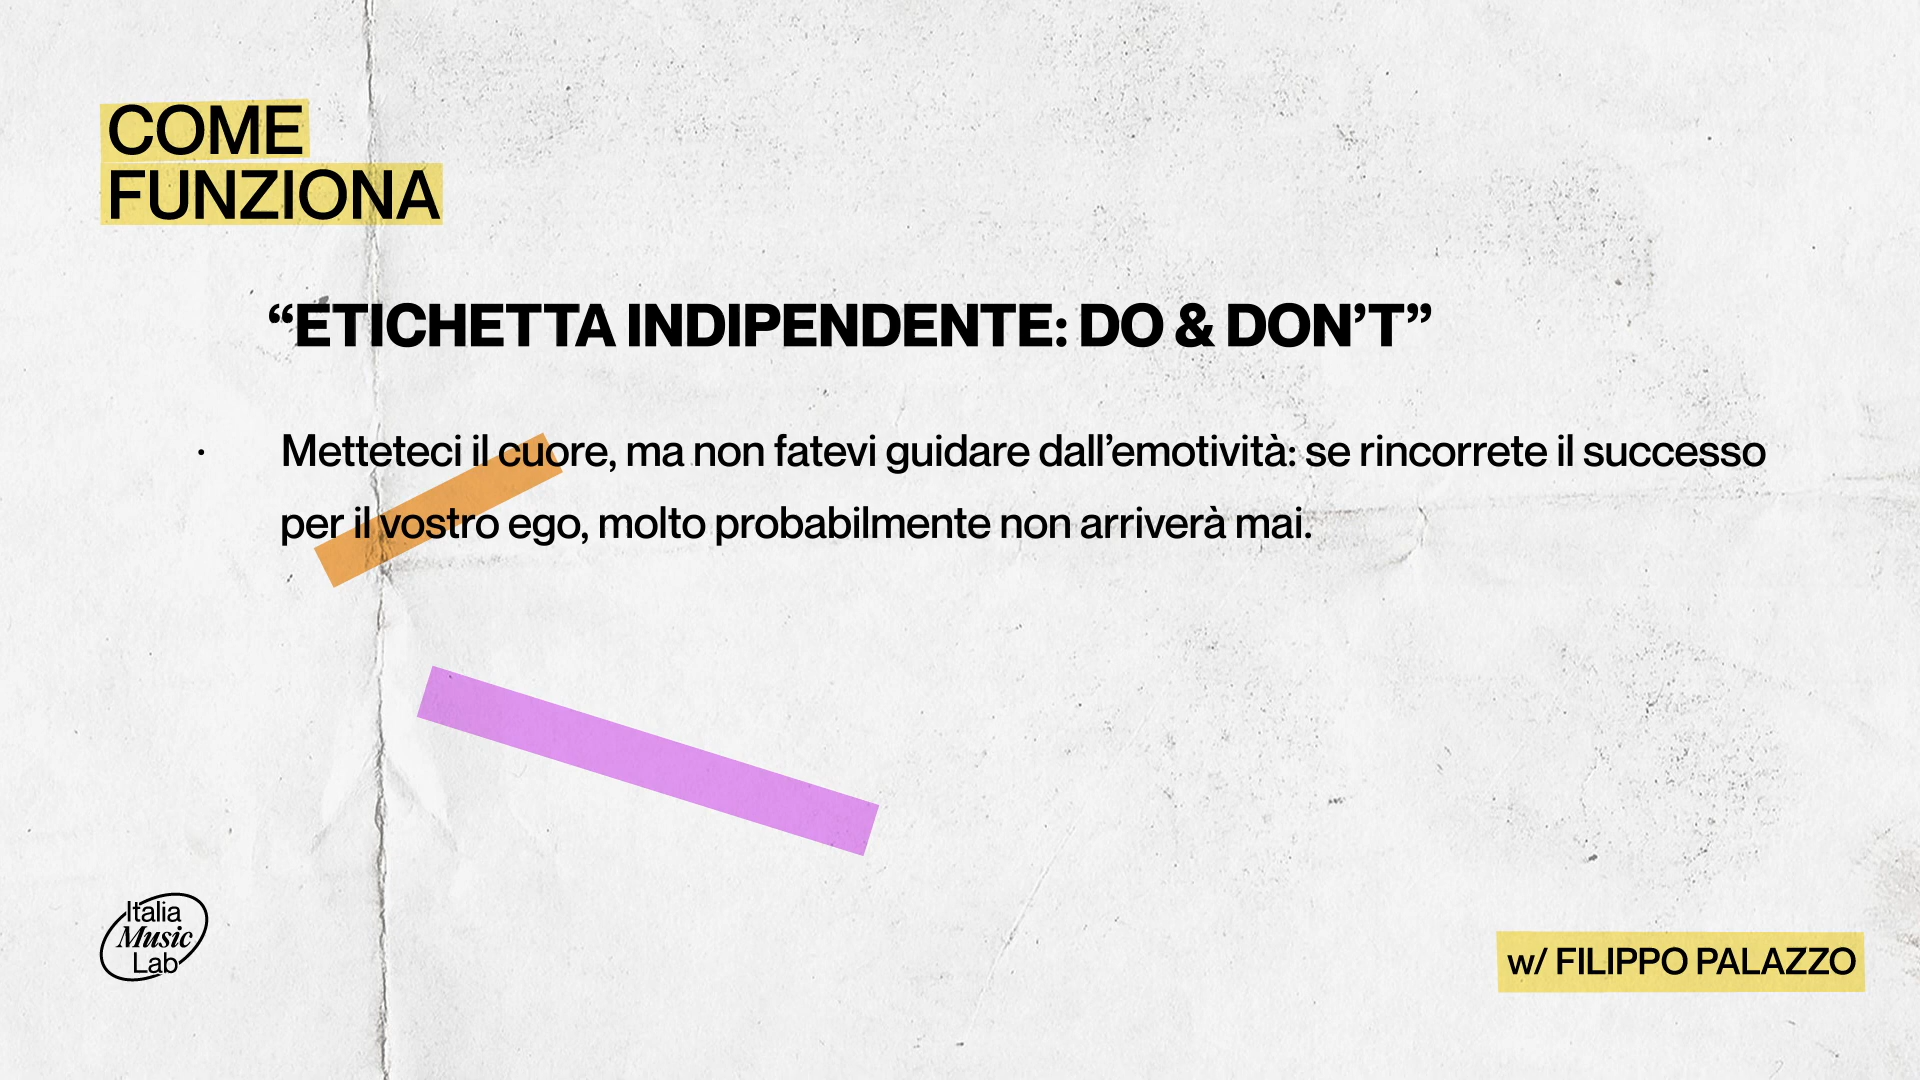 COME
FUNZIONA
“ETICHETTA INDIPENDENTE: DO & DON’T”
· Metteteci il cuore, ma non fatevi guidare dall’emotività: se rincorrete il successo
per il vostro ego, molto probabilmente non arriverà mai.
Italia
Music
Lab
w/ FILIPPO PALAZZO